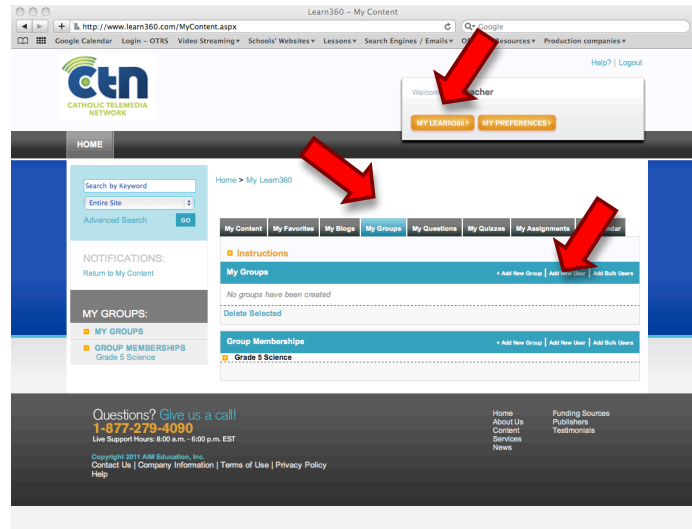 Learn360 – My Content
http://www.learn360.com/MyContent.aspx
Google
Google Calendar Login – OTRS Video Streaming Schools' Websites Lessons Search Engines / Emails Resources Production companies
Help? | Logout
ctn
CATHOLIC TELEMEDIA
NETWORK
MY LEARN360 MY PREFERENCES
HOME
Search by Keyword
Entire Site
Advanced Search GO
Home > My Learn360
My Content My Favorites My Blogs My Groups My Questions My Quizzes My Assignments
NOTIFICATIONS:
Return to My Content
Instructions
My Groups + Add New Group | Add New User | Add Bulk Users
No groups have been created
Delete Selected
MY GROUPS:
MY GROUPS
GROUP MEMBERSHIPS
Grade 5 Science
Group Memberships + Add New Group | Add New User | Add Bulk Users
Grade 5 Science
Questions? Give us a call!
1-877-279-4090
Live Support Hours: 8:00 a.m. - 6:00 p.m. EST
Copyright 2011 AIM Education, Inc.
Contact Us | Company Information | Terms of Use | Privacy Policy
Help
Home
About Us
Content
Services
News
Funding Sources
Publishers
Testimonials